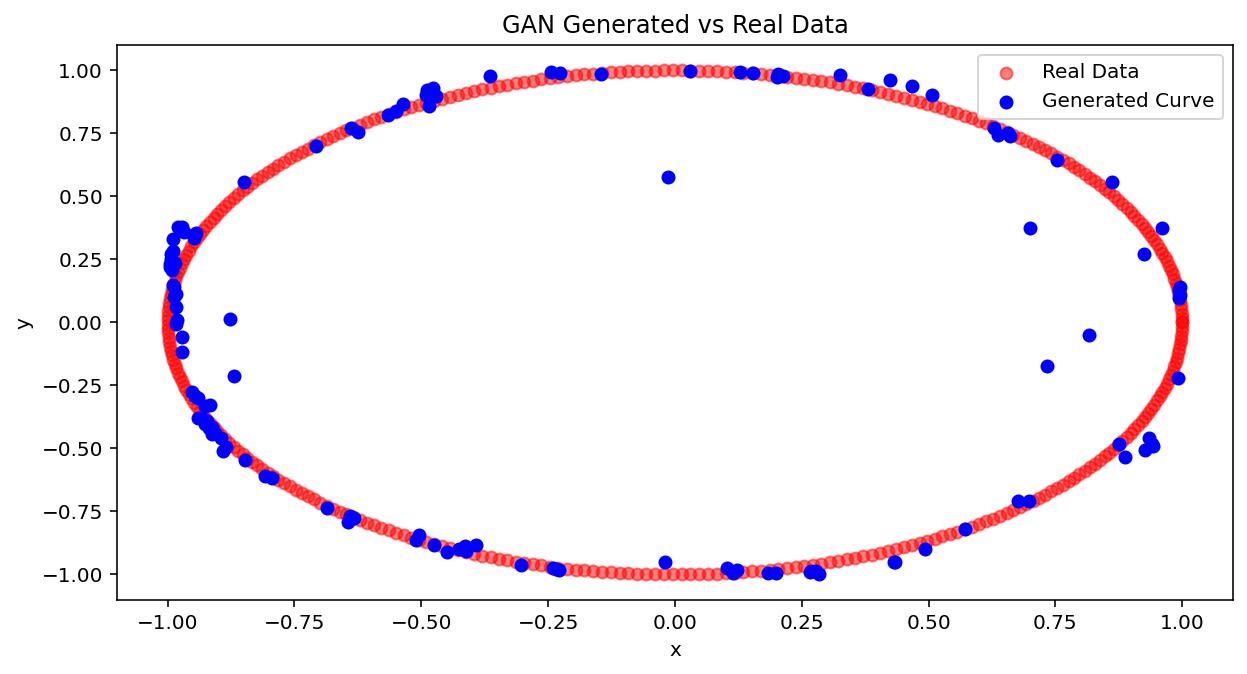 GAN Generated vs Real Data
Real Data
Generated Curve
1.00
0.75
0.50
0.25
0.00
−0.25
−0.50
−0.75
−1.00
y
−1.00 −0.75 −0.50 −0.25 0.00 0.25 0.50 0.75 1.00
x